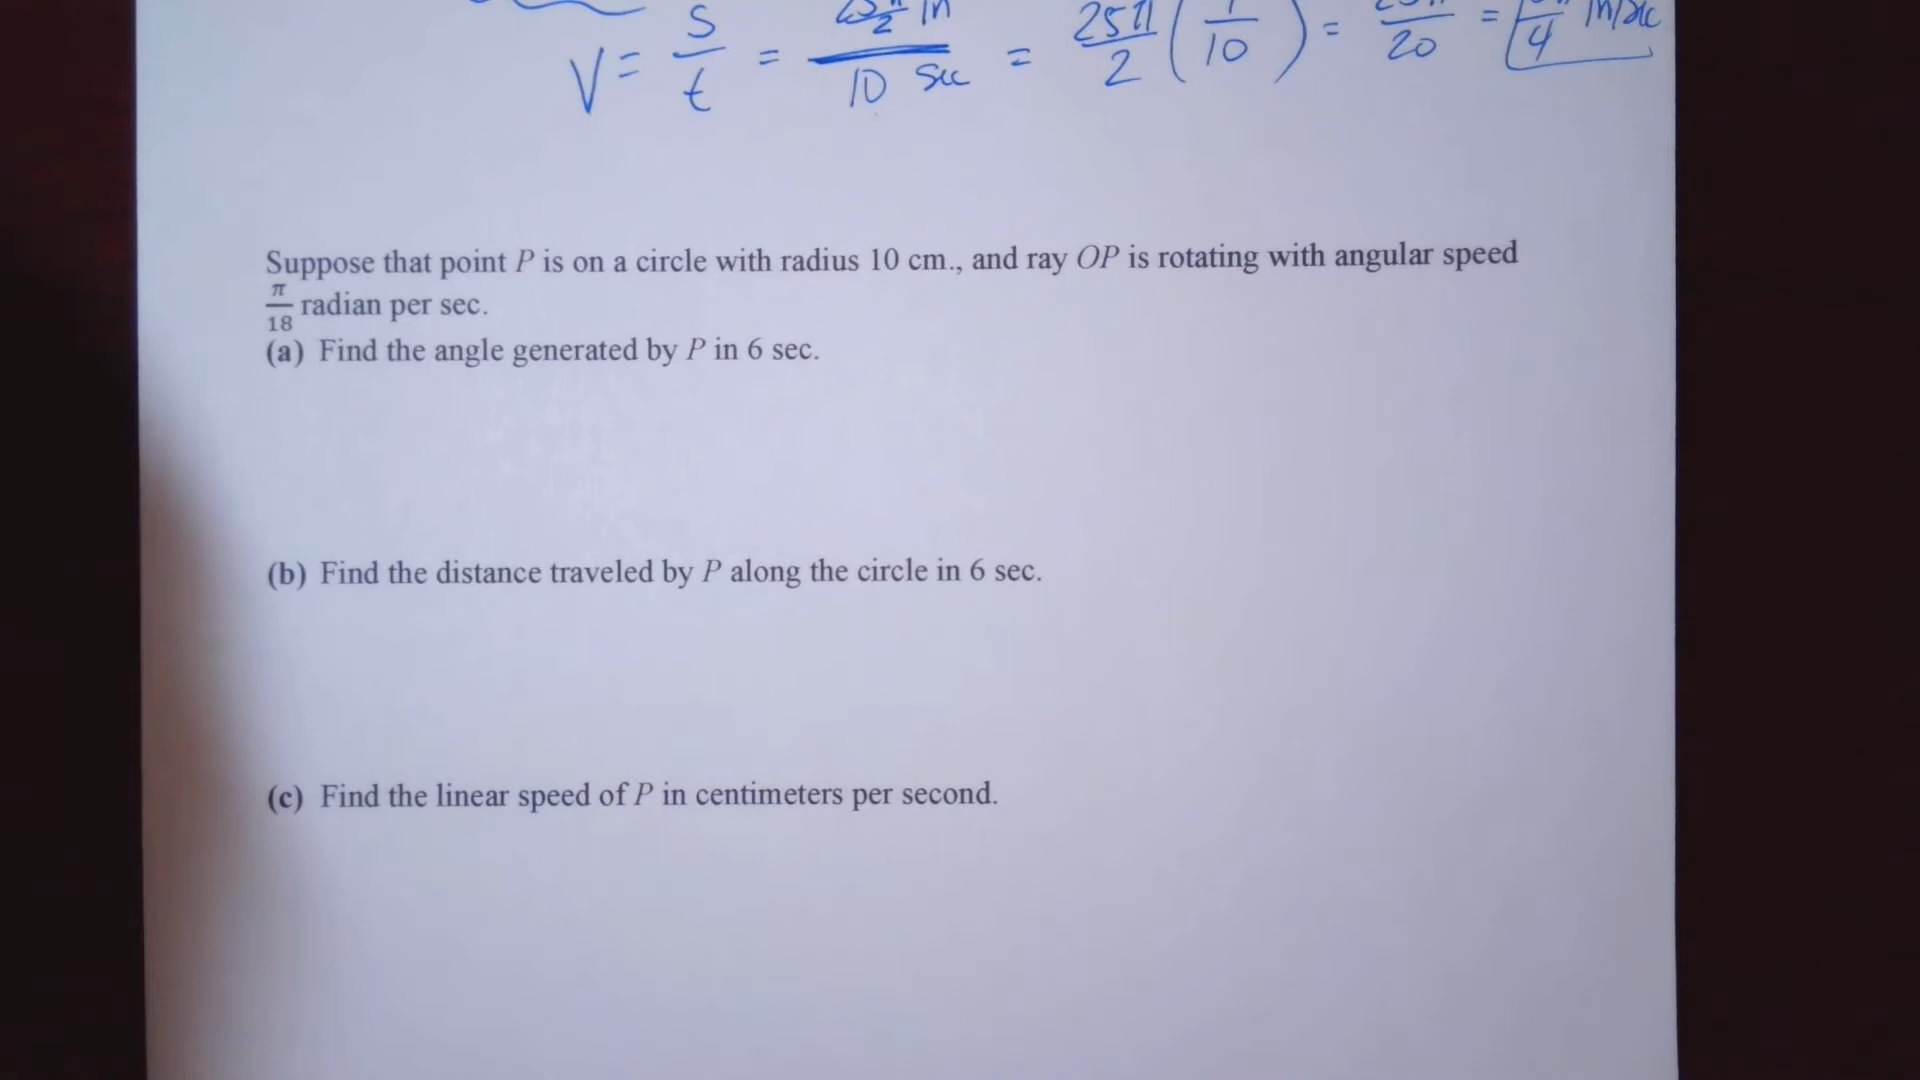 V = s/t = in / 10 sec = 25π/2 ( /10 ) = /20 = /4 in/sec
Suppose that point P is on a circle with radius 10 cm., and ray OP is rotating with angular speed
π/18 radian per sec.
(a) Find the angle generated by P in 6 sec.
(b) Find the distance traveled by P along the circle in 6 sec.
(c) Find the linear speed of P in centimeters per second.